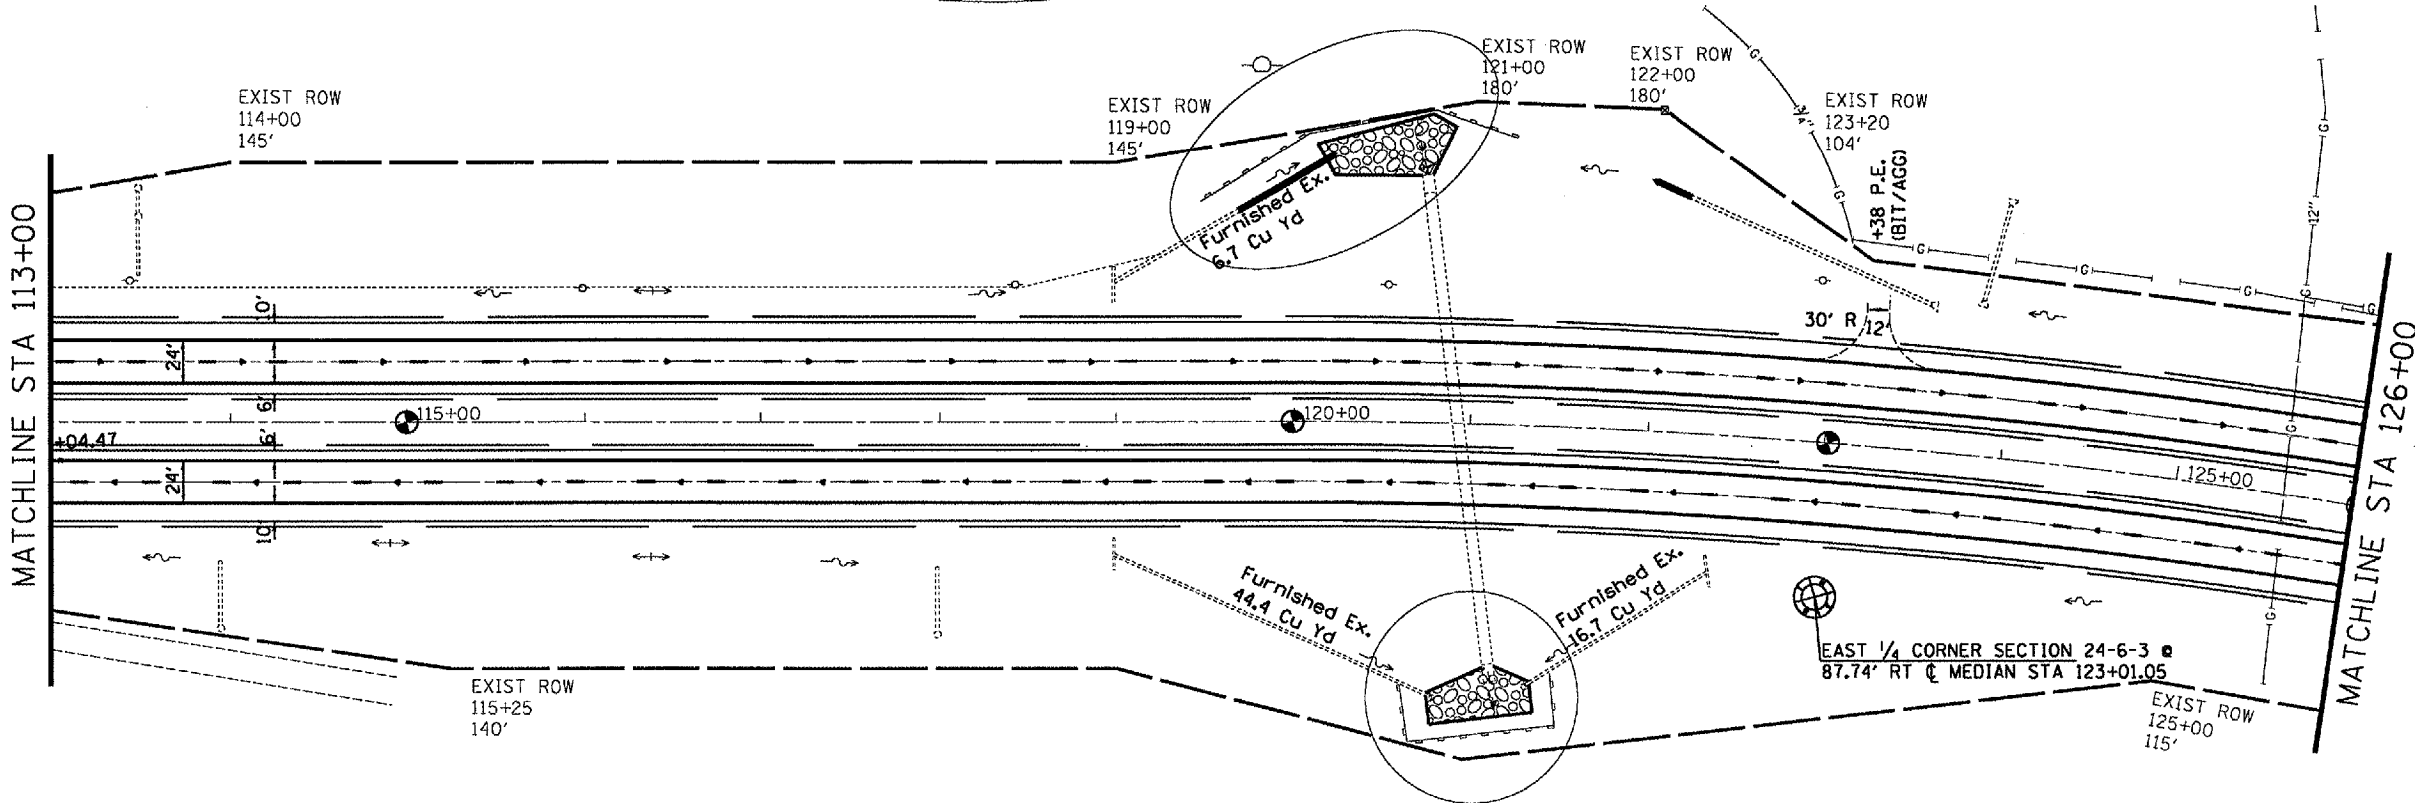 MATCHLINE STA 113+00
EXIST ROW
114+00
145'
EXIST ROW
119+00
145'
EXIST ROW
121+00
180'
EXIST ROW
122+00
180'
EXIST ROW
123+20
104'
G
G
3/4"
G
G
G
G
G
+38 P.E.
(BIT/AGG)
G
12"
G
G
G
G
Furnished Ex.
6.7 Cu Yd
30' R
12'
10'
24'
6'
115+00
120+00
125+00
+04.47
6'
24'
10'
Furnished Ex.
44.4 Cu Yd
Furnished Ex.
16.7 Cu Yd
EAST 1/4 CORNER SECTION 24-6-3 @
87.74' RT ℄ MEDIAN STA 123+01.05
EXIST ROW
115+25
140'
EXIST ROW
125+00
115'
MATCHLINE STA 126+00